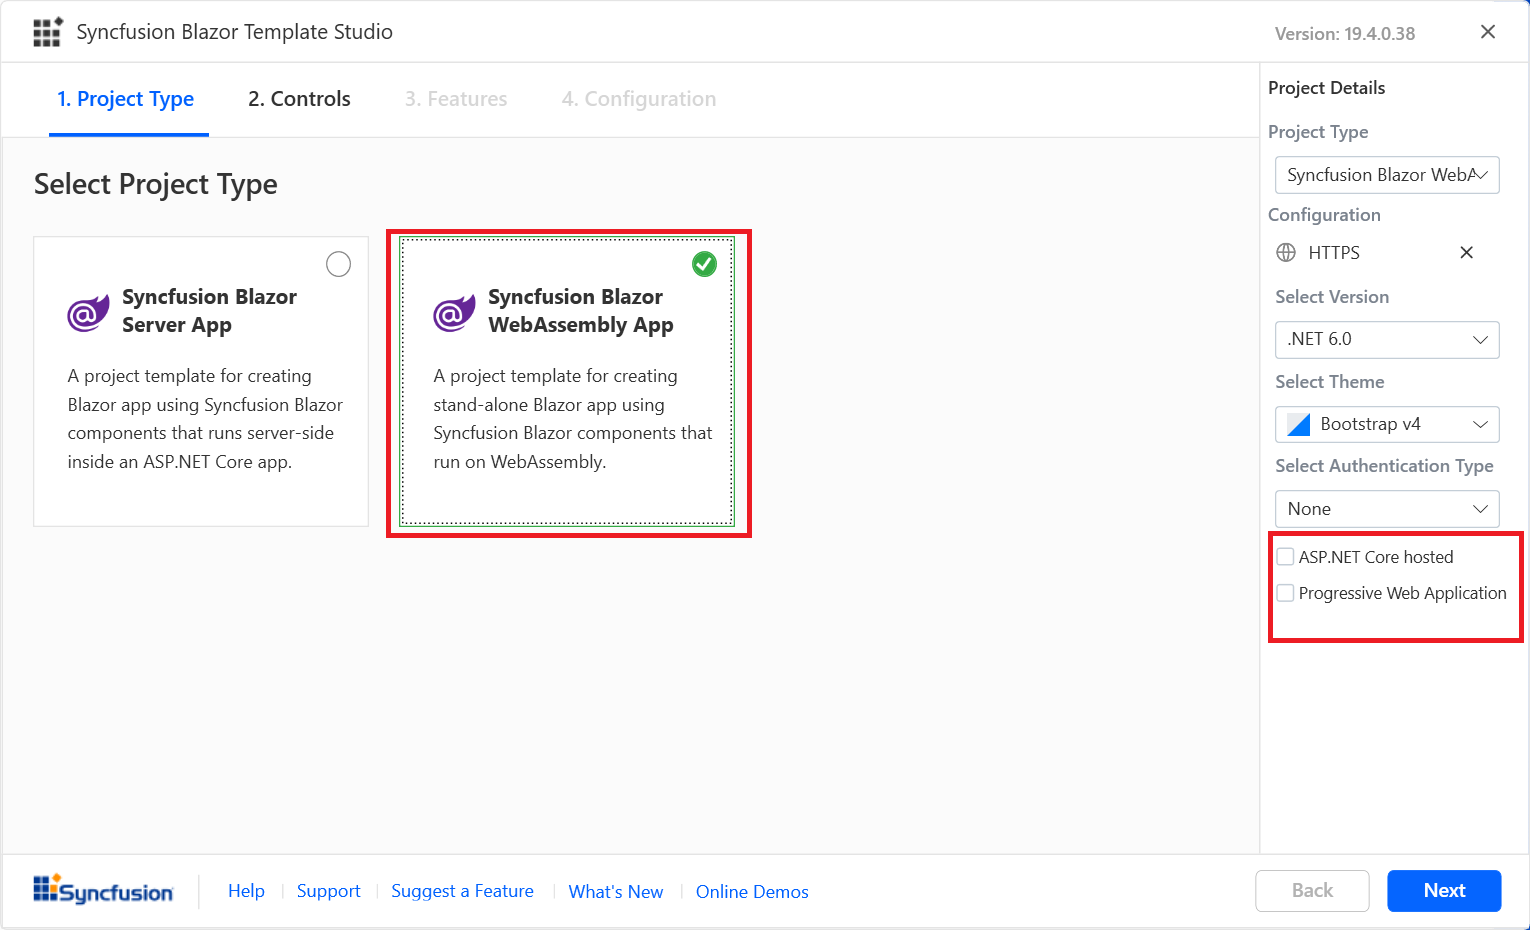 Syncfusion Blazor Template Studio
Version: 19.4.0.38
1. Project Type
2. Controls
3. Features
4. Configuration
Select Project Type
Syncfusion Blazor
Server App
A project template for creating
Blazor app using Syncfusion Blazor
components that runs server-side
inside an ASP.NET Core app.
Syncfusion Blazor
WebAssembly App
A project template for creating
stand-alone Blazor app using
Syncfusion Blazor components that
run on WebAssembly.
Project Details
Project Type
Syncfusion Blazor WebA
Configuration
HTTPS
Select Version
.NET 6.0
Select Theme
Bootstrap v4
Select Authentication Type
None
ASP.NET Core hosted
Progressive Web Application
Syncfusion
Help
Support
Suggest a Feature
What's New
Online Demos
Back
Next